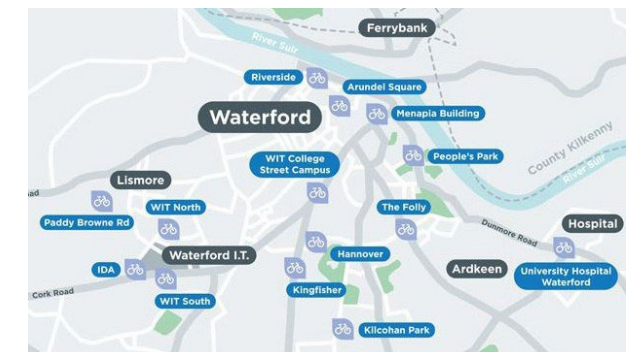 Ferrybank
River Suir
Riverside
Arundel Square
Waterford
Menapia Building
County Kilkenny
WIT College
Street Campus
People's Park
River Suir
Lismore
ad
Paddy Browne Rd
WIT North
The Folly
Dunmore Road
Hospital
Waterford I.T.
Hannover
IDA
Ardkeen
University Hospital
Waterford
Cork Road
WIT South
Kingfisher
Kilcohan Park